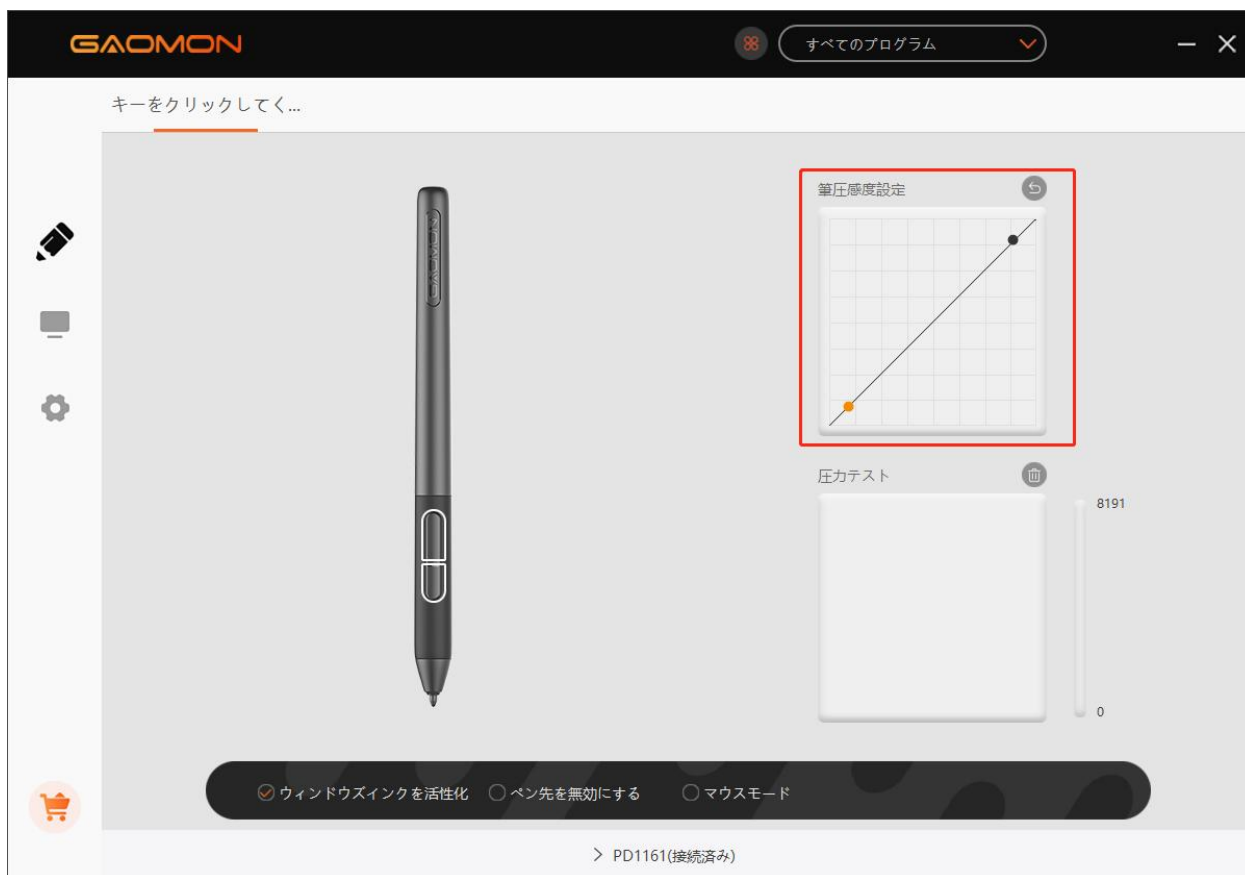 GAOMON
すべてのプログラム
キーをクリックしてく...
GAOMON
筆圧感度設定
圧力テスト
8191
0
ウィンドウズインクを活性化 ペン先を無効にする マウスモード
PD1161(接続済み)